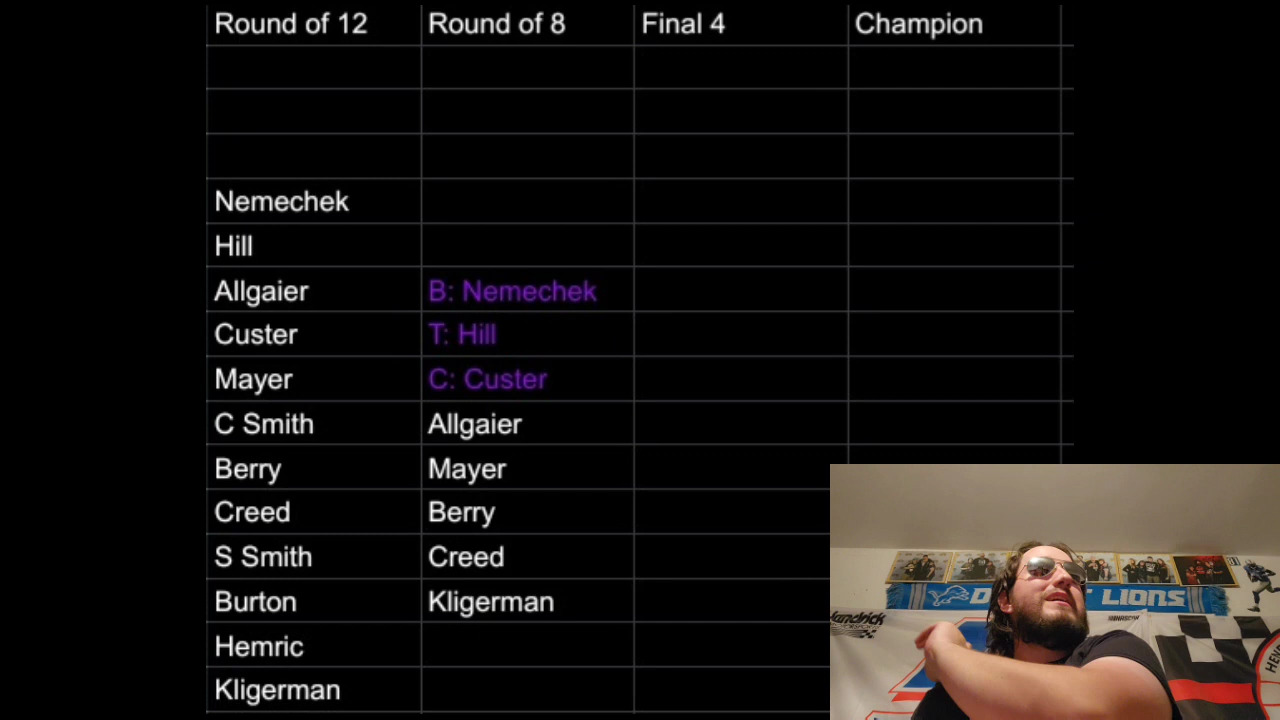 Round of 12 Round of 8 Final 4 Champion
Nemechek
Hill
Allgaier B: Nemechek
Custer T: Hill
Mayer C: Custer
C Smith Allgaier
Berry Mayer
Creed Berry
S Smith Creed
Burton Kligerman
Hemric
Kligerman
LIONS